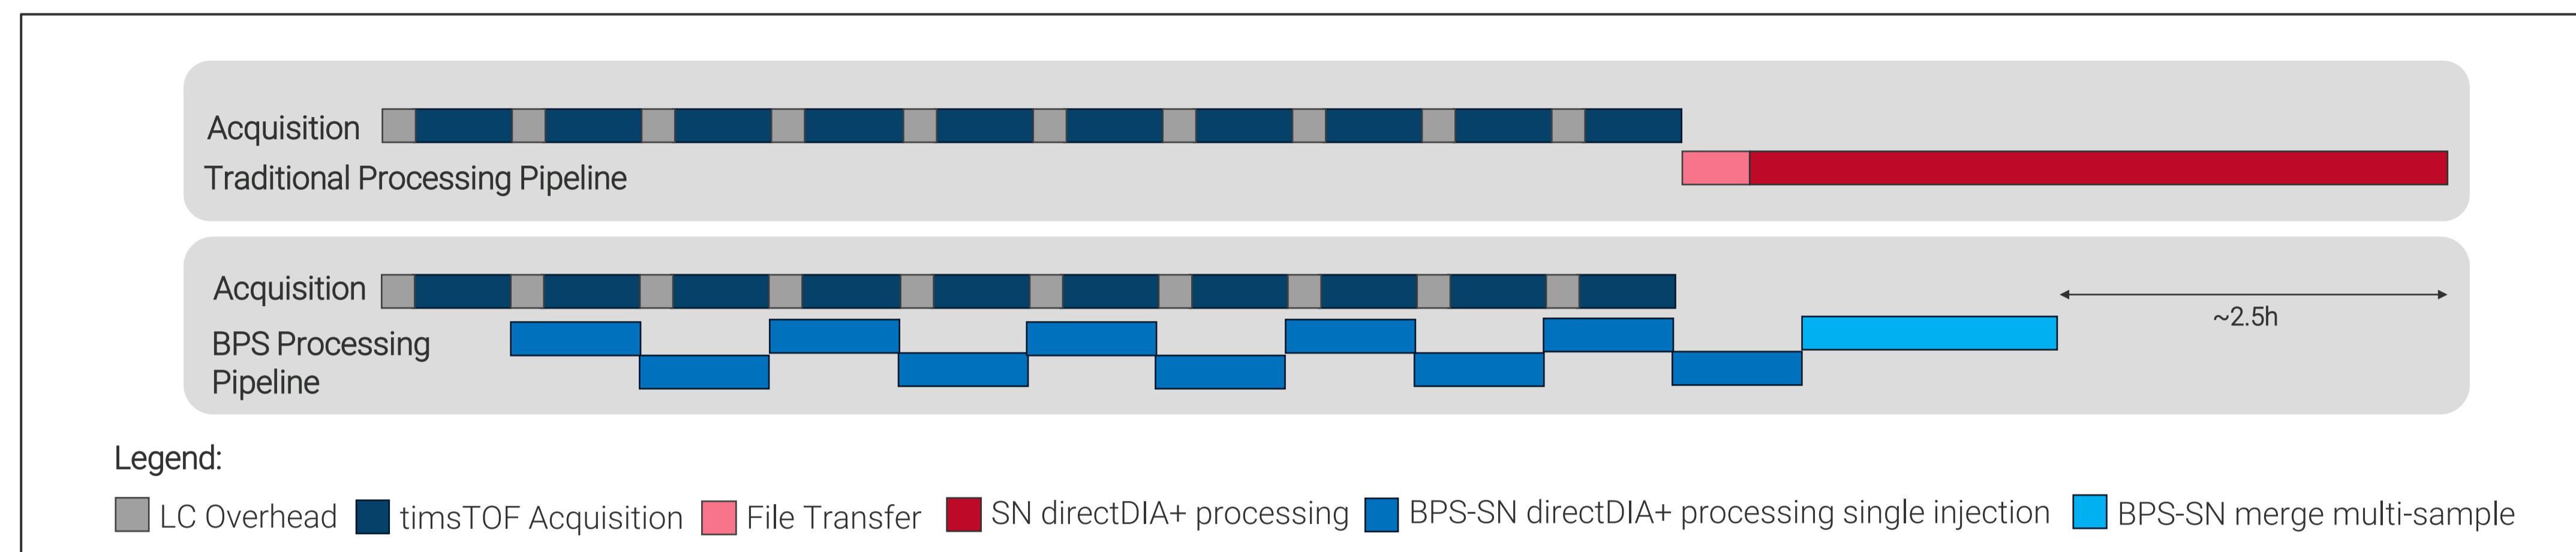 Acquisition
Traditional Processing Pipeline
Acquisition
~2.5h
BPS Processing
Pipeline
Legend:
LC Overhead timsTOF Acquisition File Transfer SN directDIA+ processing BPS-SN directDIA+ processing single injection BPS-SN merge multi-sample